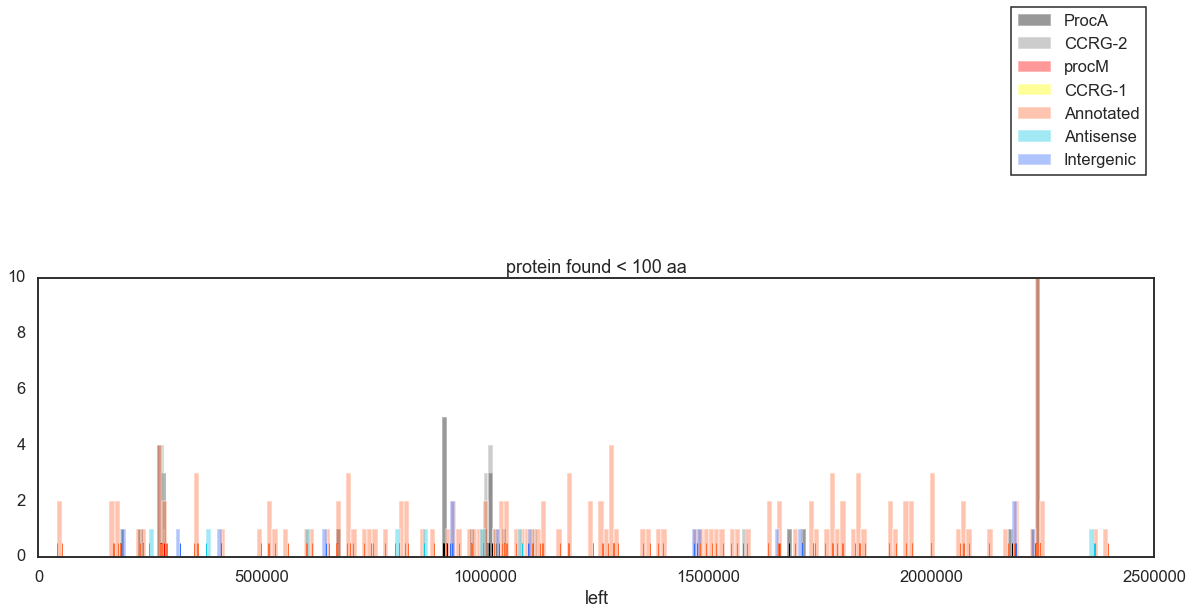 ProcA
CCRG-2
procM
CCRG-1
Annotated
Antisense
Intergenic
protein found < 100 aa
10
8
6
4
2
0
0 500000 1000000 1500000 2000000 2500000
left